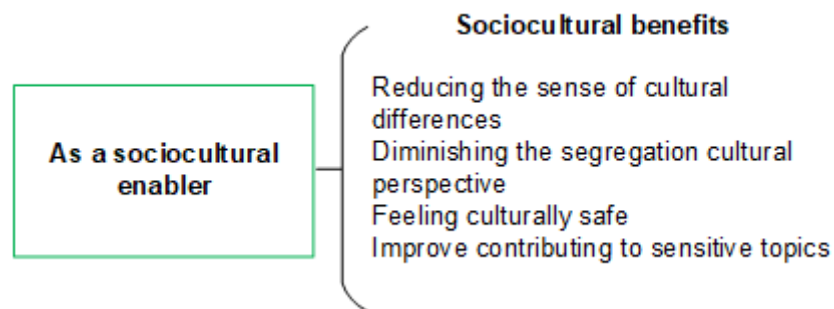 Sociocultural benefits
As a sociocultural
enabler
Reducing the sense of cultural
differences
Diminishing the segregation cultural
perspective
Feeling culturally safe
Improve contributing to sensitive topics